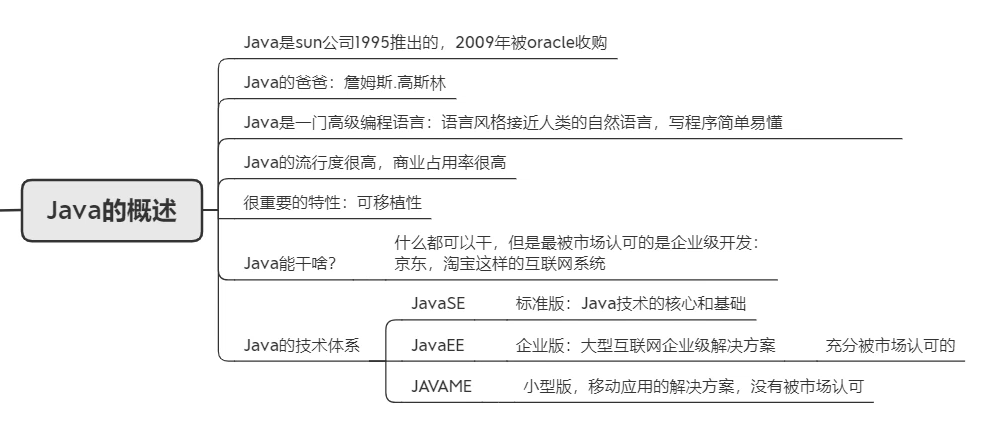 Java是sun公司1995推出的，2009年被oracle收购
Java的爸爸：詹姆斯.高斯林
Java是一门高级编程语言：语言风格接近人类的自然语言，写程序简单易懂
Java的流行度很高，商业占用率很高
Java的概述
很重要的特性：可移植性
Java能干啥？
什么都可以干，但是最被市场认可的是企业级开发：
京东，淘宝这样的互联网系统
Java的技术体系
JavaSE
标准版：Java技术的核心和基础
JavaEE
企业版：大型互联网企业级解决方案
充分被市场认可的
JAVAME
小型版，移动应用的解决方案，没有被市场认可